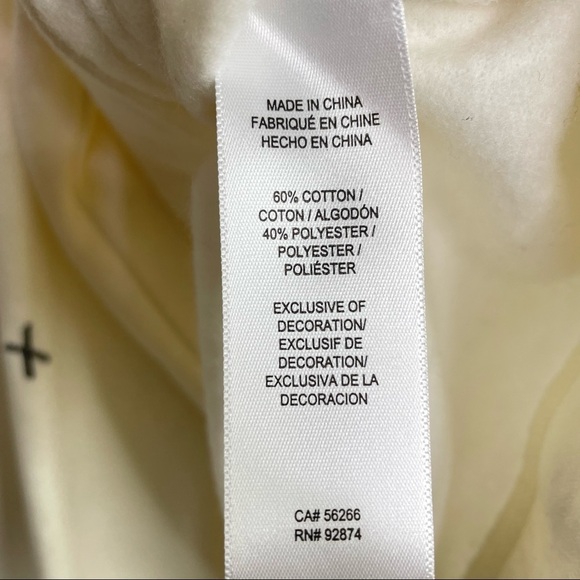 MADE IN CHINA
FABRIQUÉ EN CHINE
HECHO EN CHINA
60% COTTON /
COTON / ALGODÓN
40% POLYESTER /
POLYESTER /
POLIÉSTER
EXCLUSIVE OF
DECORATION/
EXCLUSIF DE
DECORATION/
EXCLUSIVA DE LA
DECORACION
CA# 56266
RN# 92874